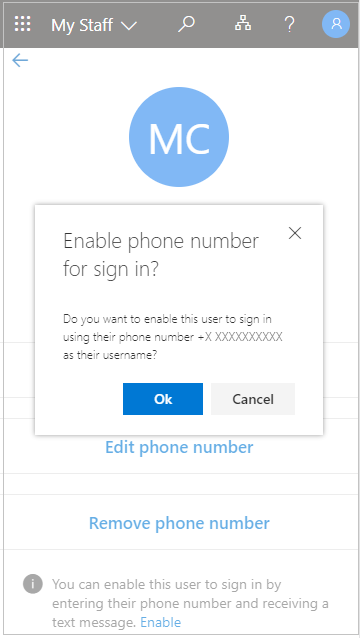 My Staff
MC
Enable phone number
for sign in?
Do you want to enable this user to sign in
using their phone number +X XXXXXXXXXX
as their username?
Ok
Cancel
Edit phone number
Remove phone number
You can enable this user to sign in by
entering their phone number and receiving a
text message. Enable